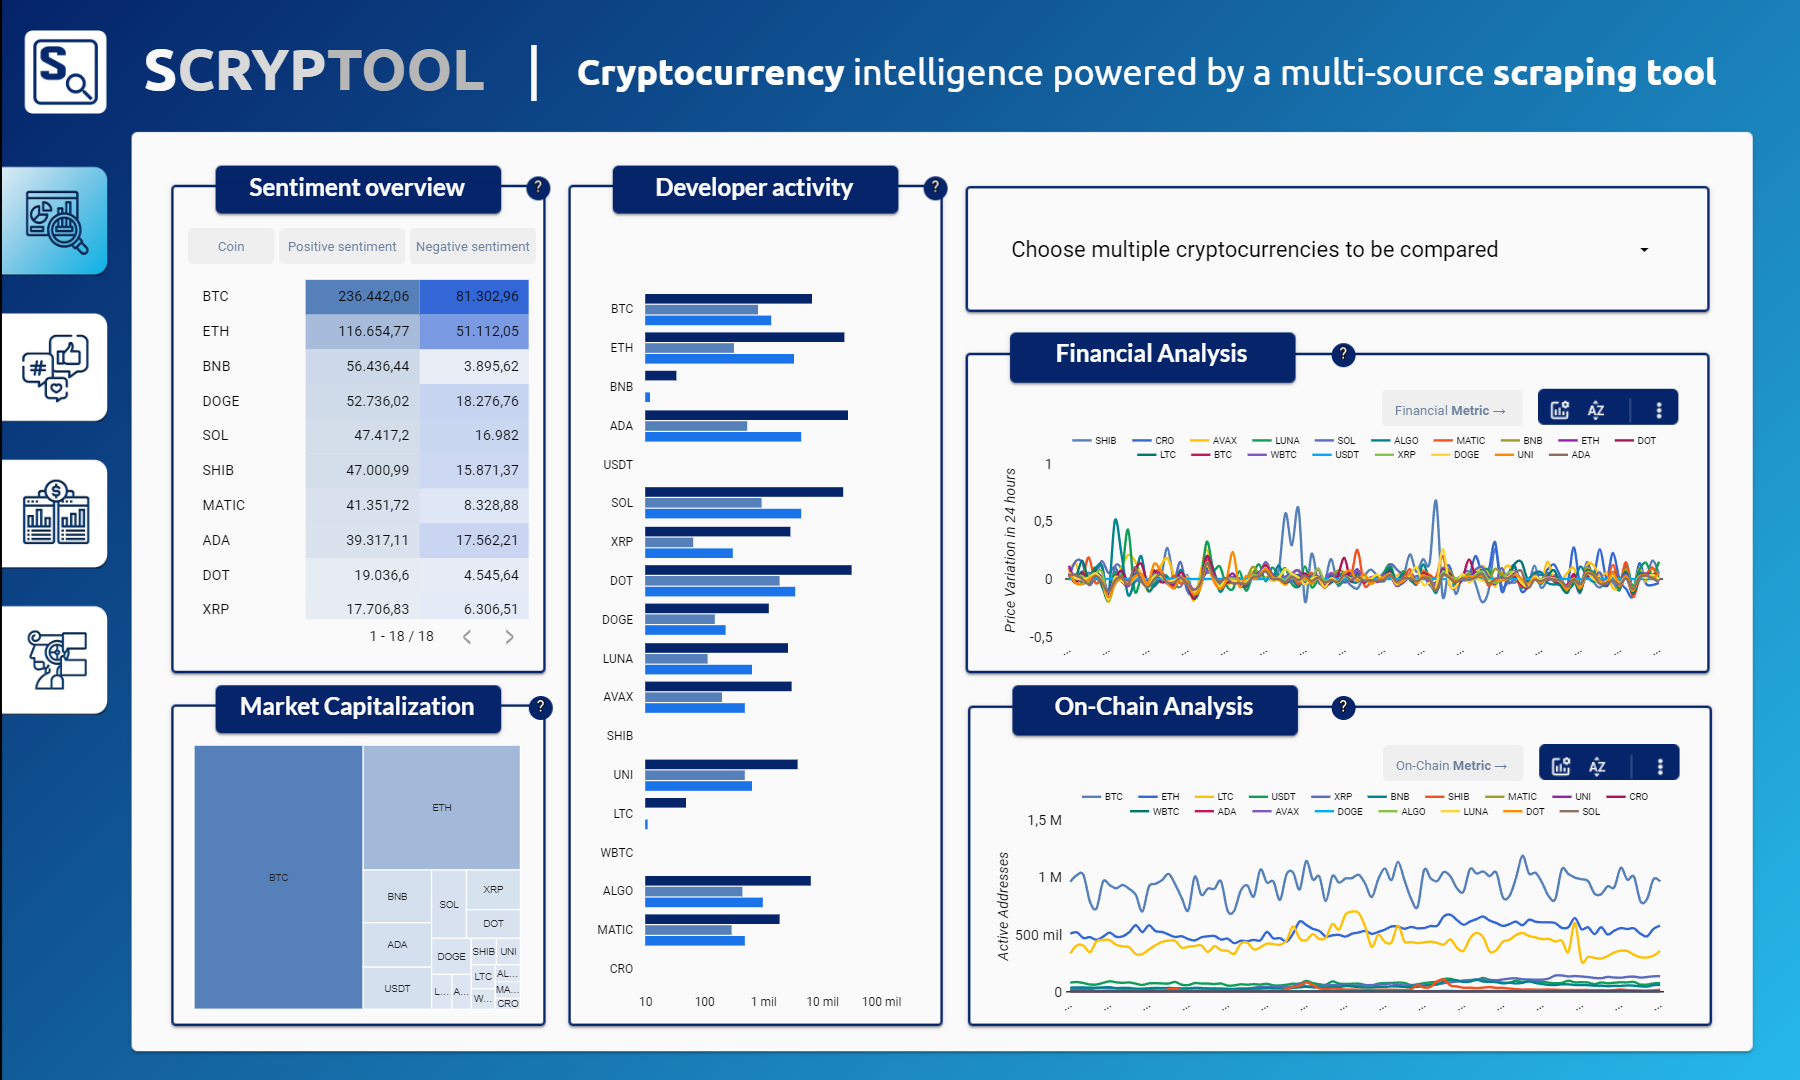 S
SCRYPTOOL
Cryptocurrency intelligence powered by a multi-source scraping tool
Sentiment overview
?
Coin
Positive sentiment
Negative sentiment
BTC 236.442,06 81.302,96
ETH 116.654,77 51.112,05
BNB 56.436,44 3.895,62
DOGE 52.736,02 18.276,76
SOL 47.417,2 16.982
SHIB 47.000,99 15.871,37
MATIC 41.351,72 8.328,88
ADA 39.317,11 17.562,21
DOT 19.036,6 4.545,64
XRP 17.706,83 6.306,51
1 - 18 / 18
Market Capitalization
?
BTC
ETH
BNB
SOL
XRP
DOT
ADA
DOGE
SHIB
UNI
USDT
LTC
AL...
L...
A...
W...
MA...
CRO
Developer activity
?
BTC
ETH
BNB
ADA
USDT
SOL
XRP
DOT
DOGE
LUNA
AVAX
SHIB
UNI
LTC
WBTC
ALGO
MATIC
CRO
10 100 1 mil 10 mil 100 mil
Choose multiple cryptocurrencies to be compared
Financial Analysis
?
Financial Metric →
AZ
SHIB CRO AVAX LUNA SOL ALGO MATIC BNB ETH DOT
LTC BTC WBTC USDT XRP DOGE UNI ADA
Price Variation in 24 hours
1
0,5
0
-0,5
On-Chain Analysis
?
On-Chain Metric →
AZ
BTC ETH LTC USDT XRP BNB SHIB MATIC UNI CRO
WBTC ADA AVAX DOGE ALGO LUNA DOT SOL
Active Addresses
1,5 M
1 M
500 mil
0
#
$